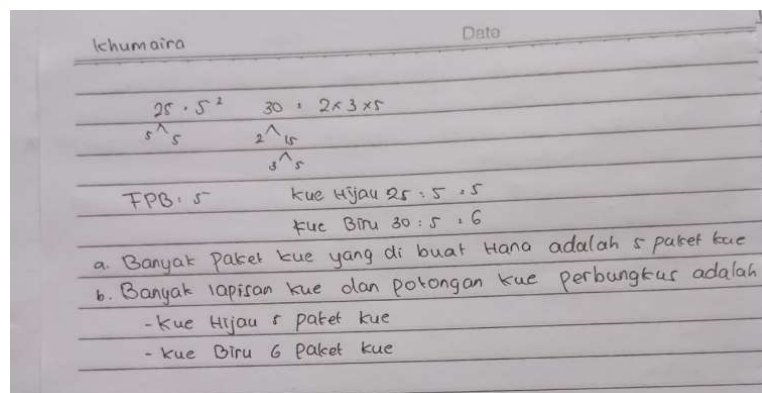 Khumaira
Date
25 = 5² 30 = 2 x 3 x 5
5 5 2 15
3 5
FPB = 5 Kue Hijau 25 : 5 = 5
Kue Biru 30 : 5 = 6
a. Banyak Paket kue yang di buat Hana adalah 5 paket kue
b. Banyak lapisan kue dan potongan kue perbungkus adalah
- Kue Hijau 5 paket kue
- Kue Biru 6 Paket kue